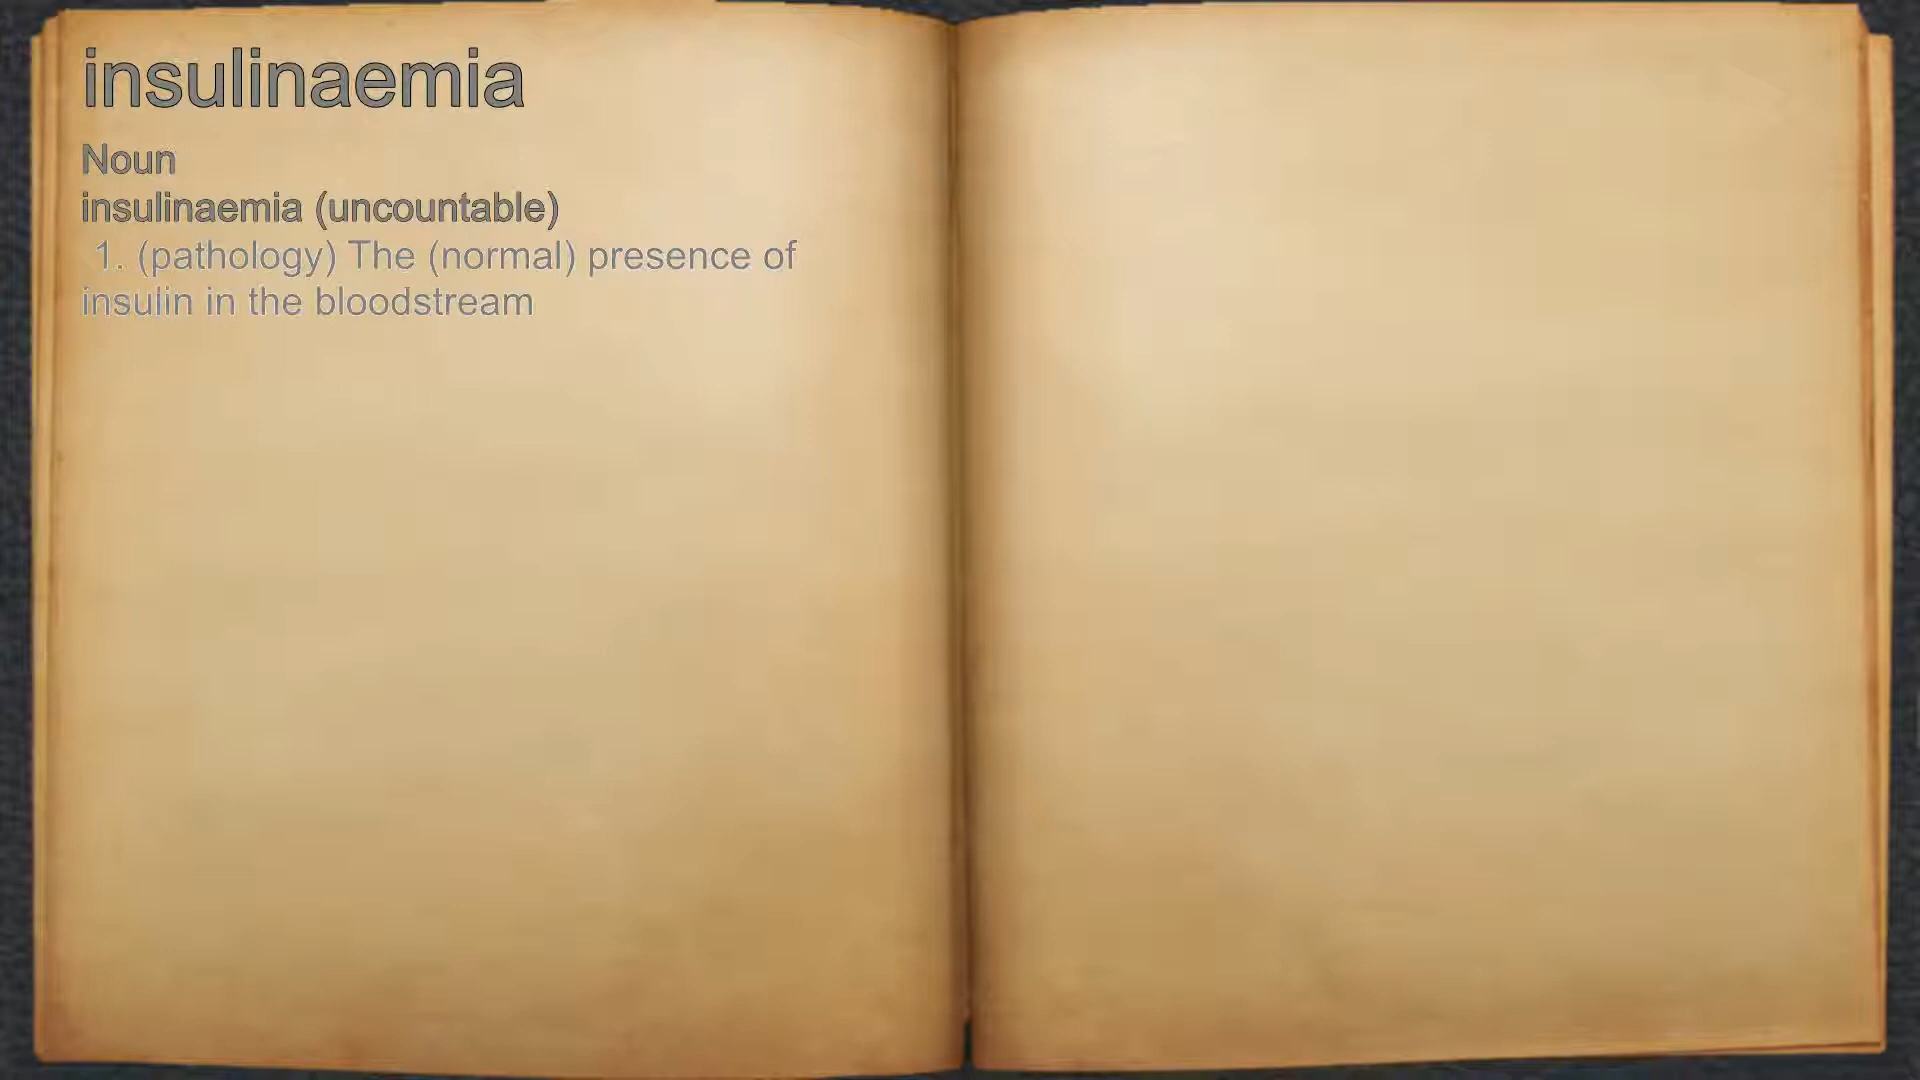 insulinaemia
Noun
insulinaemia (uncountable)
1. (pathology) The (normal) presence of
insulin in the bloodstream